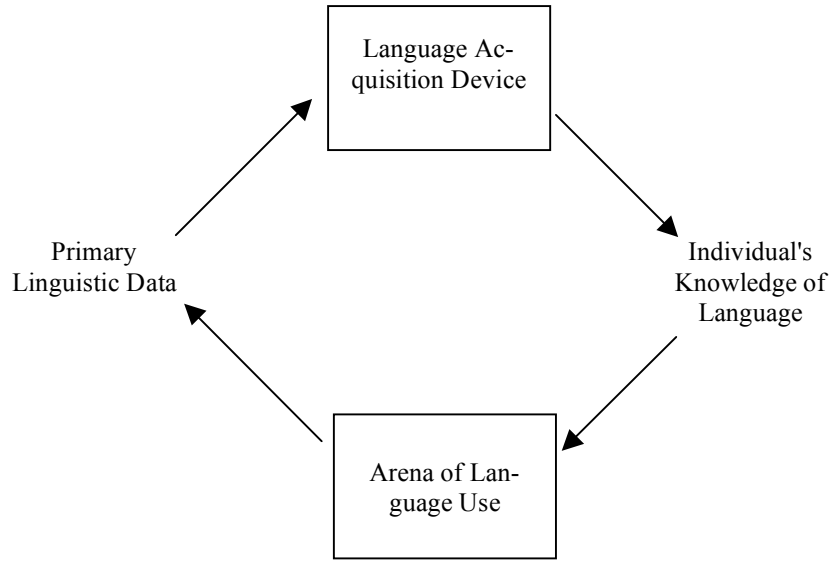 Language Ac-
quisition Device
Primary
Linguistic Data
Individual's
Knowledge of
Language
Arena of Lan-
guage Use